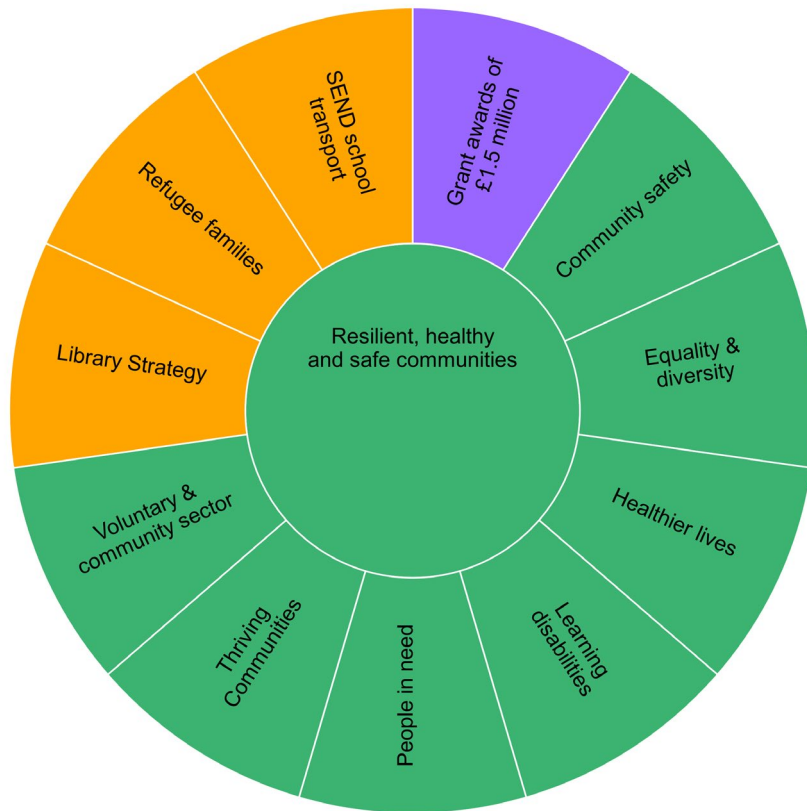 Resilient, healthy
and safe communities
Grant awards of
£1.5 million
Community safety
Equality &
diversity
Healthier lives
Learning
disabilities
People in need
Thriving
Communities
Voluntary &
community sector
Library Strategy
Refugee families
SEND school
transport